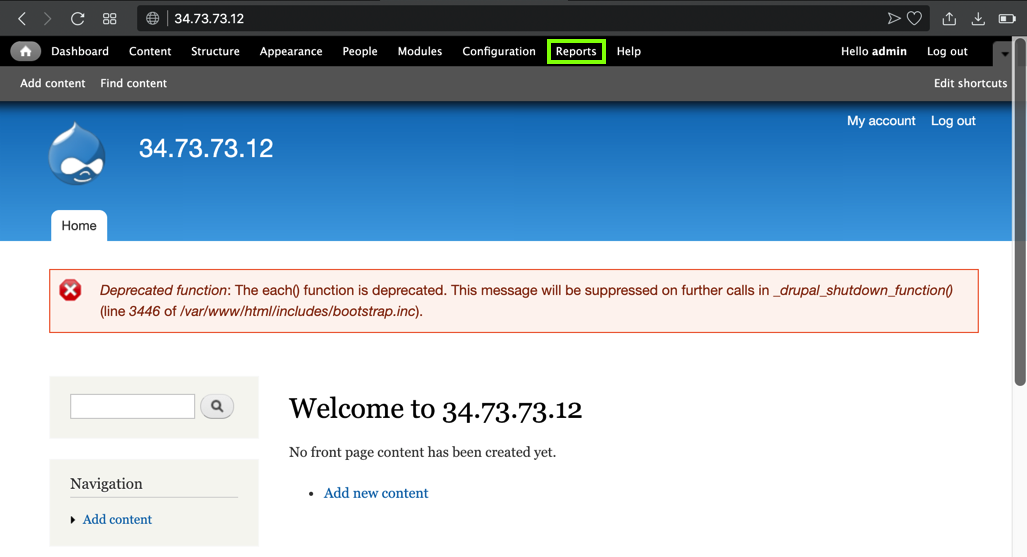 34.73.73.12
Dashboard Content Structure Appearance People Modules Configuration Reports Help Hello admin Log out
Add content Find content Edit shortcuts
My account Log out
34.73.73.12
Home
Deprecated function: The each() function is deprecated. This message will be suppressed on further calls in _drupal_shutdown_function()
(line 3446 of /var/www/html/includes/bootstrap.inc).
Welcome to 34.73.73.12
No front page content has been created yet.
• Add new content
Navigation
Add content